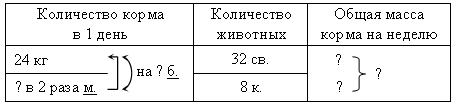 Количество корма
в 1 день
Количество
животных
Общая масса
корма на неделю
24 кг
на ? б.
32 св.
?
?
? в 2 раза м.
8 к.
?